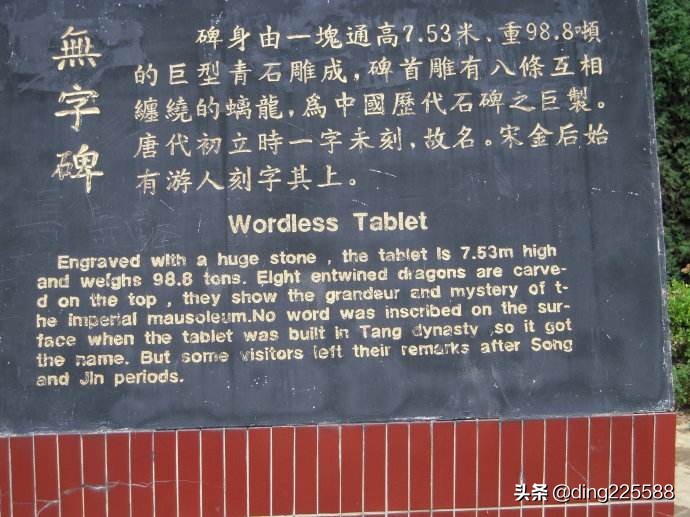 無字碑
碑身由一塊通高7.53米、重98.8噸
的巨型青石雕成，碑首雕有八條互相
纏繞的螭龍，爲中國歷代石碑之巨製。
唐代初立時一字未刻，故名。宋金后始
有游人刻字其上。
Wordless Tablet
Engraved with a huge stone , the tablet is 7.53m high
and weighs 98.8 tons. Eight entwined dragons are carve-
d on the top , they show the grandeur and mystery of t-
he imperial mausoleum.No word was inscribed on the sur-
face when the tablet was built in Tang dynasty ,so it got
the name. But some visitors left their remarks after Song
and Jin periods.
头条 @ding225588